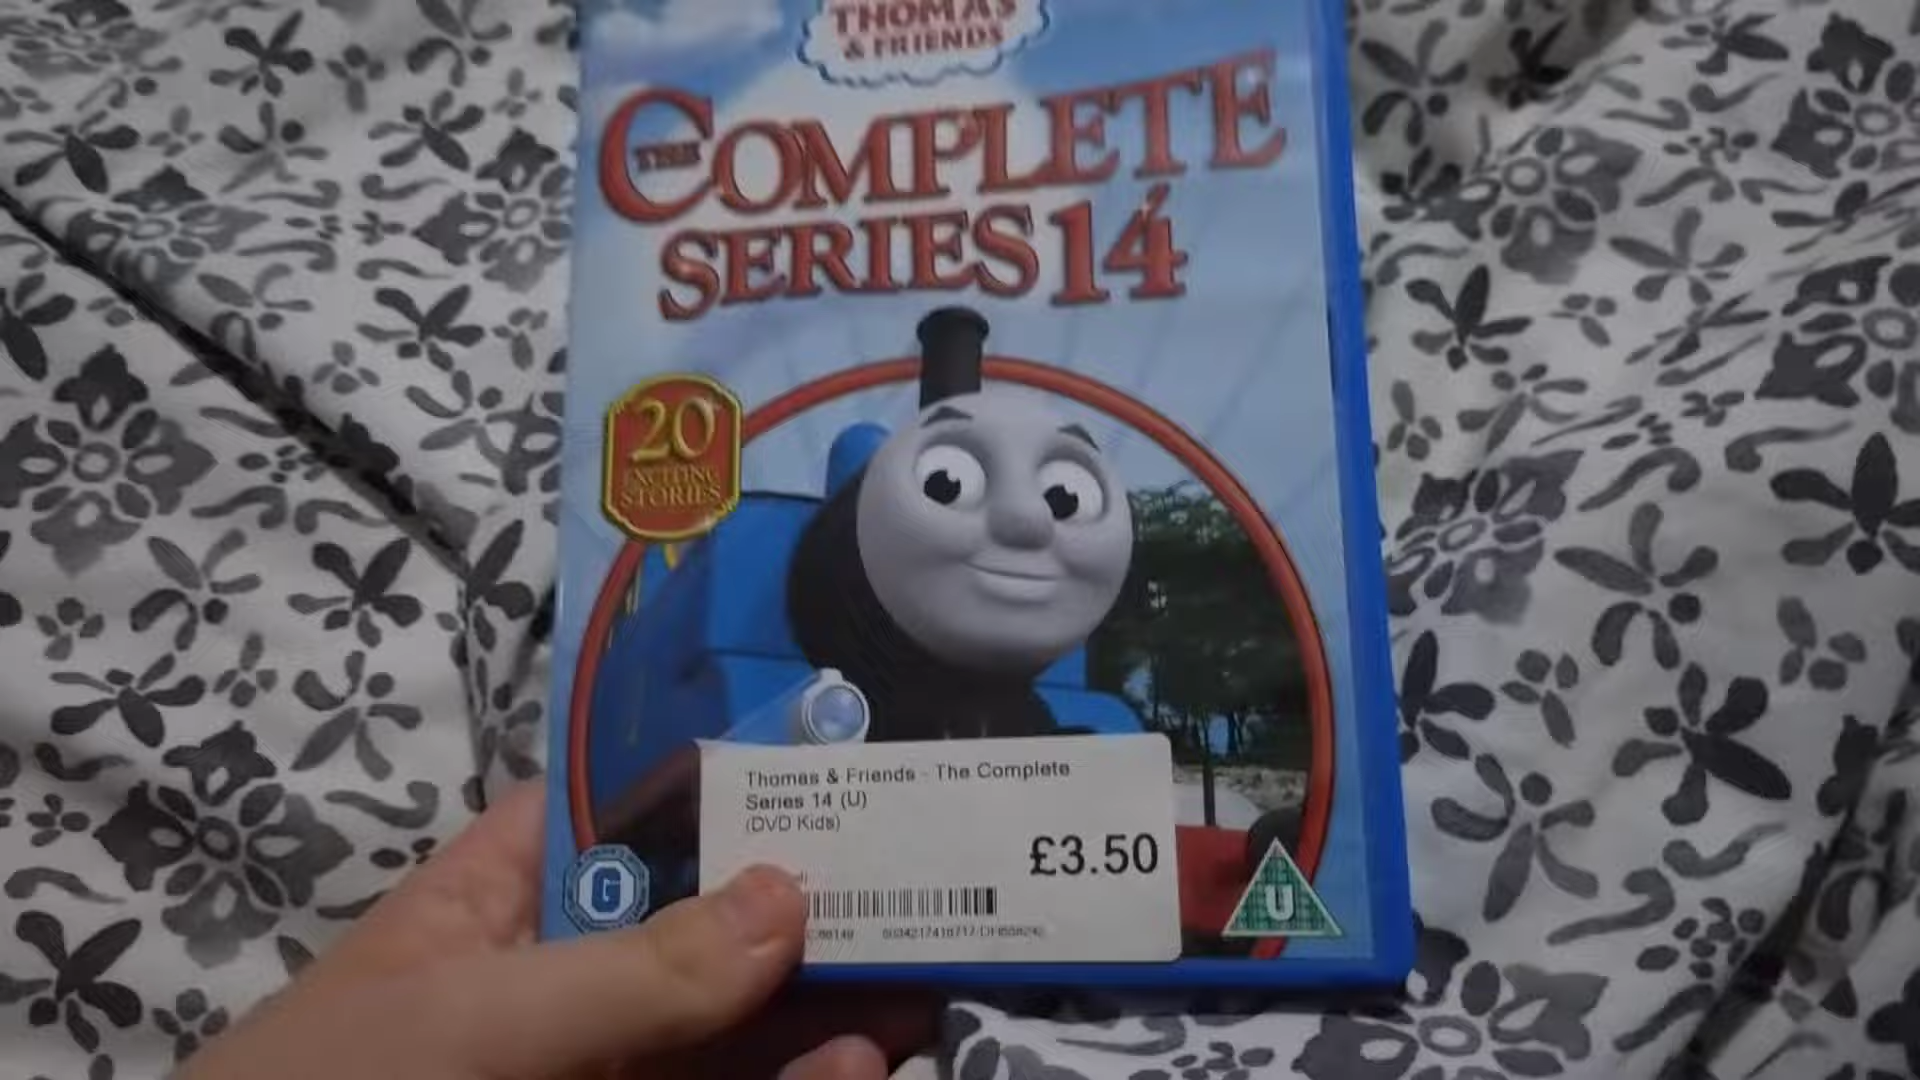 THOMAS
& FRIENDS
THE COMPLETE
SERIES 14
20
EXCITING
STORIES
Thomas & Friends - The Complete
Series 14 (U)
(DVD Kids)
£3.50
G
U